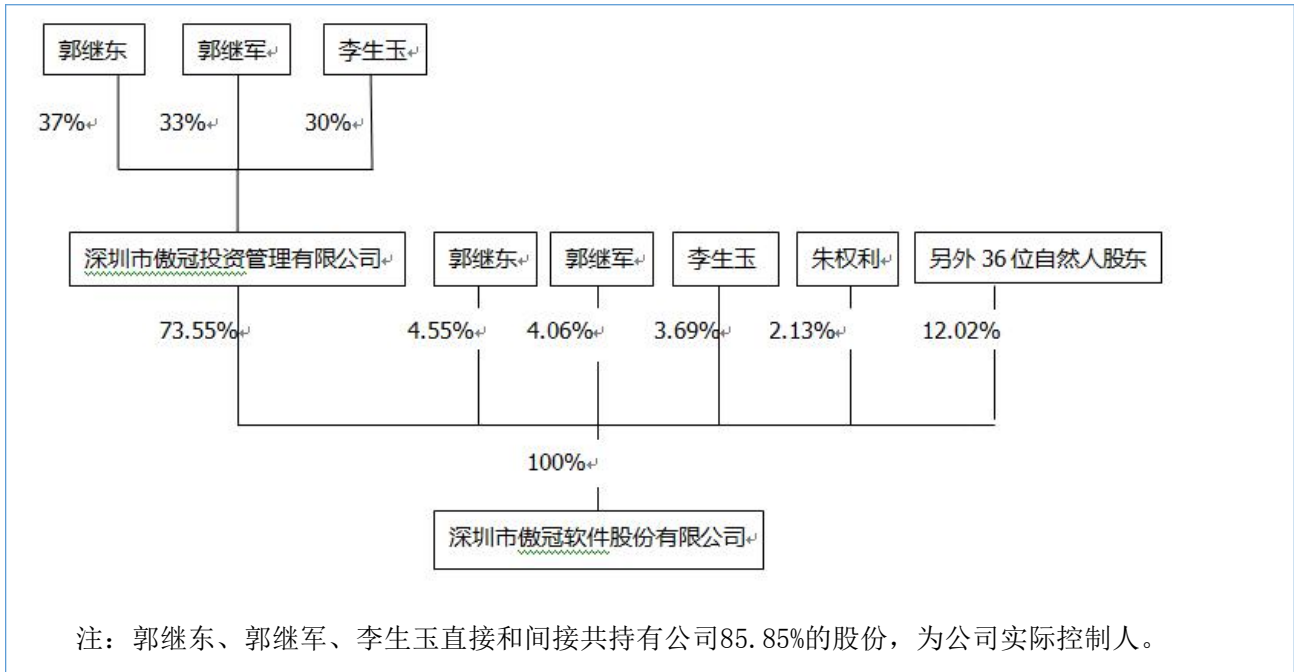 郭继东 郭继军 李生玉
37% 33% 30%
深圳市傲冠投资管理有限公司 郭继东 郭继军 李生玉 朱权利 另外 36 位自然人股东
73.55% 4.55% 4.06% 3.69% 2.13% 12.02%
100%
深圳市傲冠软件股份有限公司
注：郭继东、郭继军、李生玉直接和间接共持有公司85.85%的股份，为公司实际控制人。